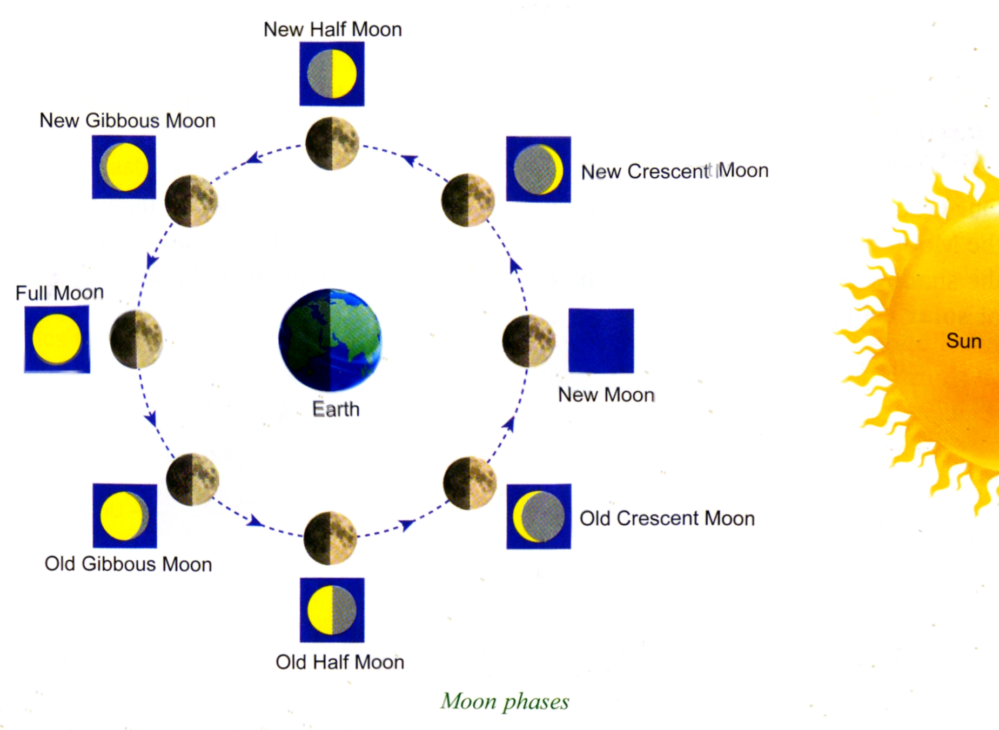 New Half Moon
New Gibbous Moon
New Crescent Moon
Full Moon
Sun
New Moon
Earth
Old Crescent Moon
Old Gibbous Moon
Old Half Moon
Moon phases